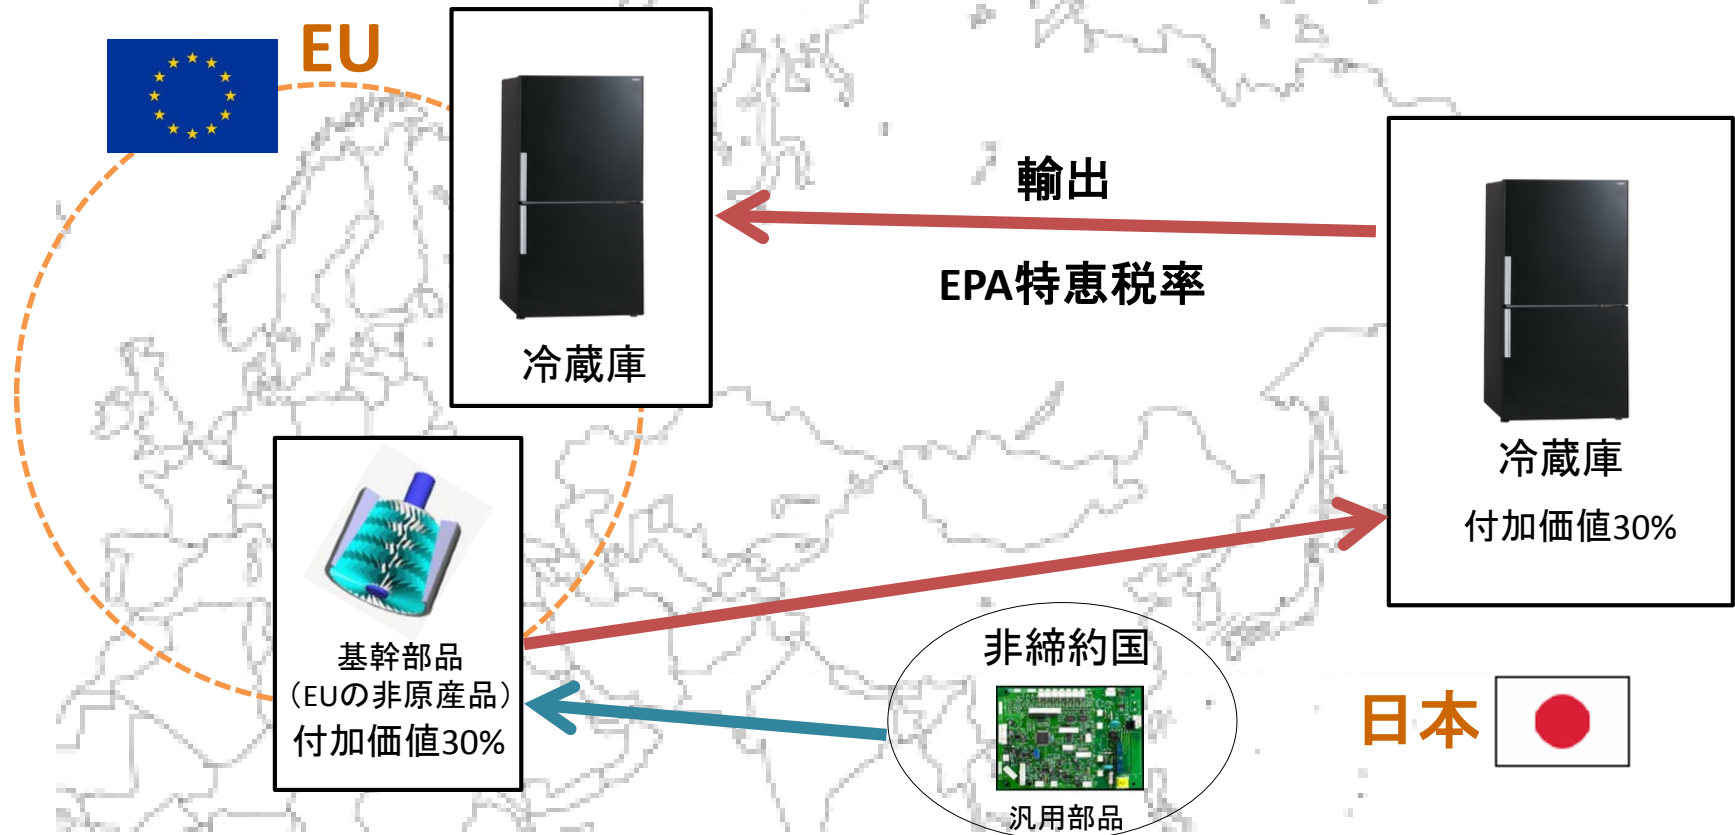 EU
冷蔵庫
輸出
EPA特恵税率
冷蔵庫
付加価値30%
基幹部品
（EUの非原産品）
付加価値30%
非締約国
汎用部品
日本